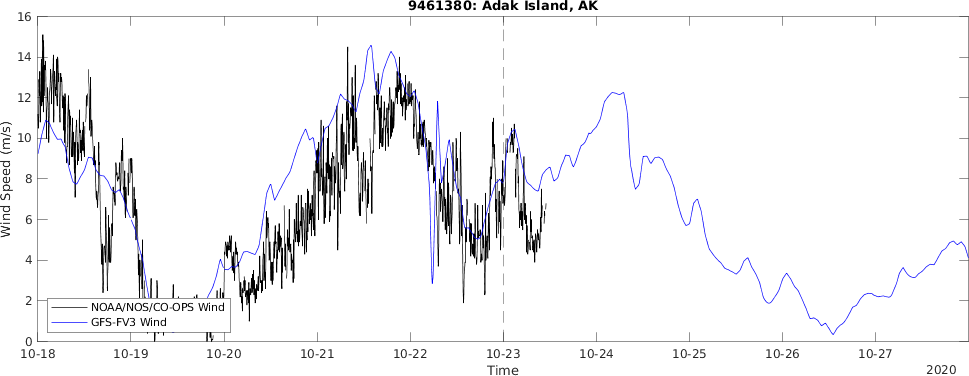 9461380: Adak Island, AK
Wind Speed (m/s)
16
14
12
10
8
6
4
2
0
NOAA/NOS/CO-OPS Wind
GFS-FV3 Wind
10-18 10-19 10-20 10-21 10-22 10-23 10-24 10-25 10-26 10-27
Time
2020